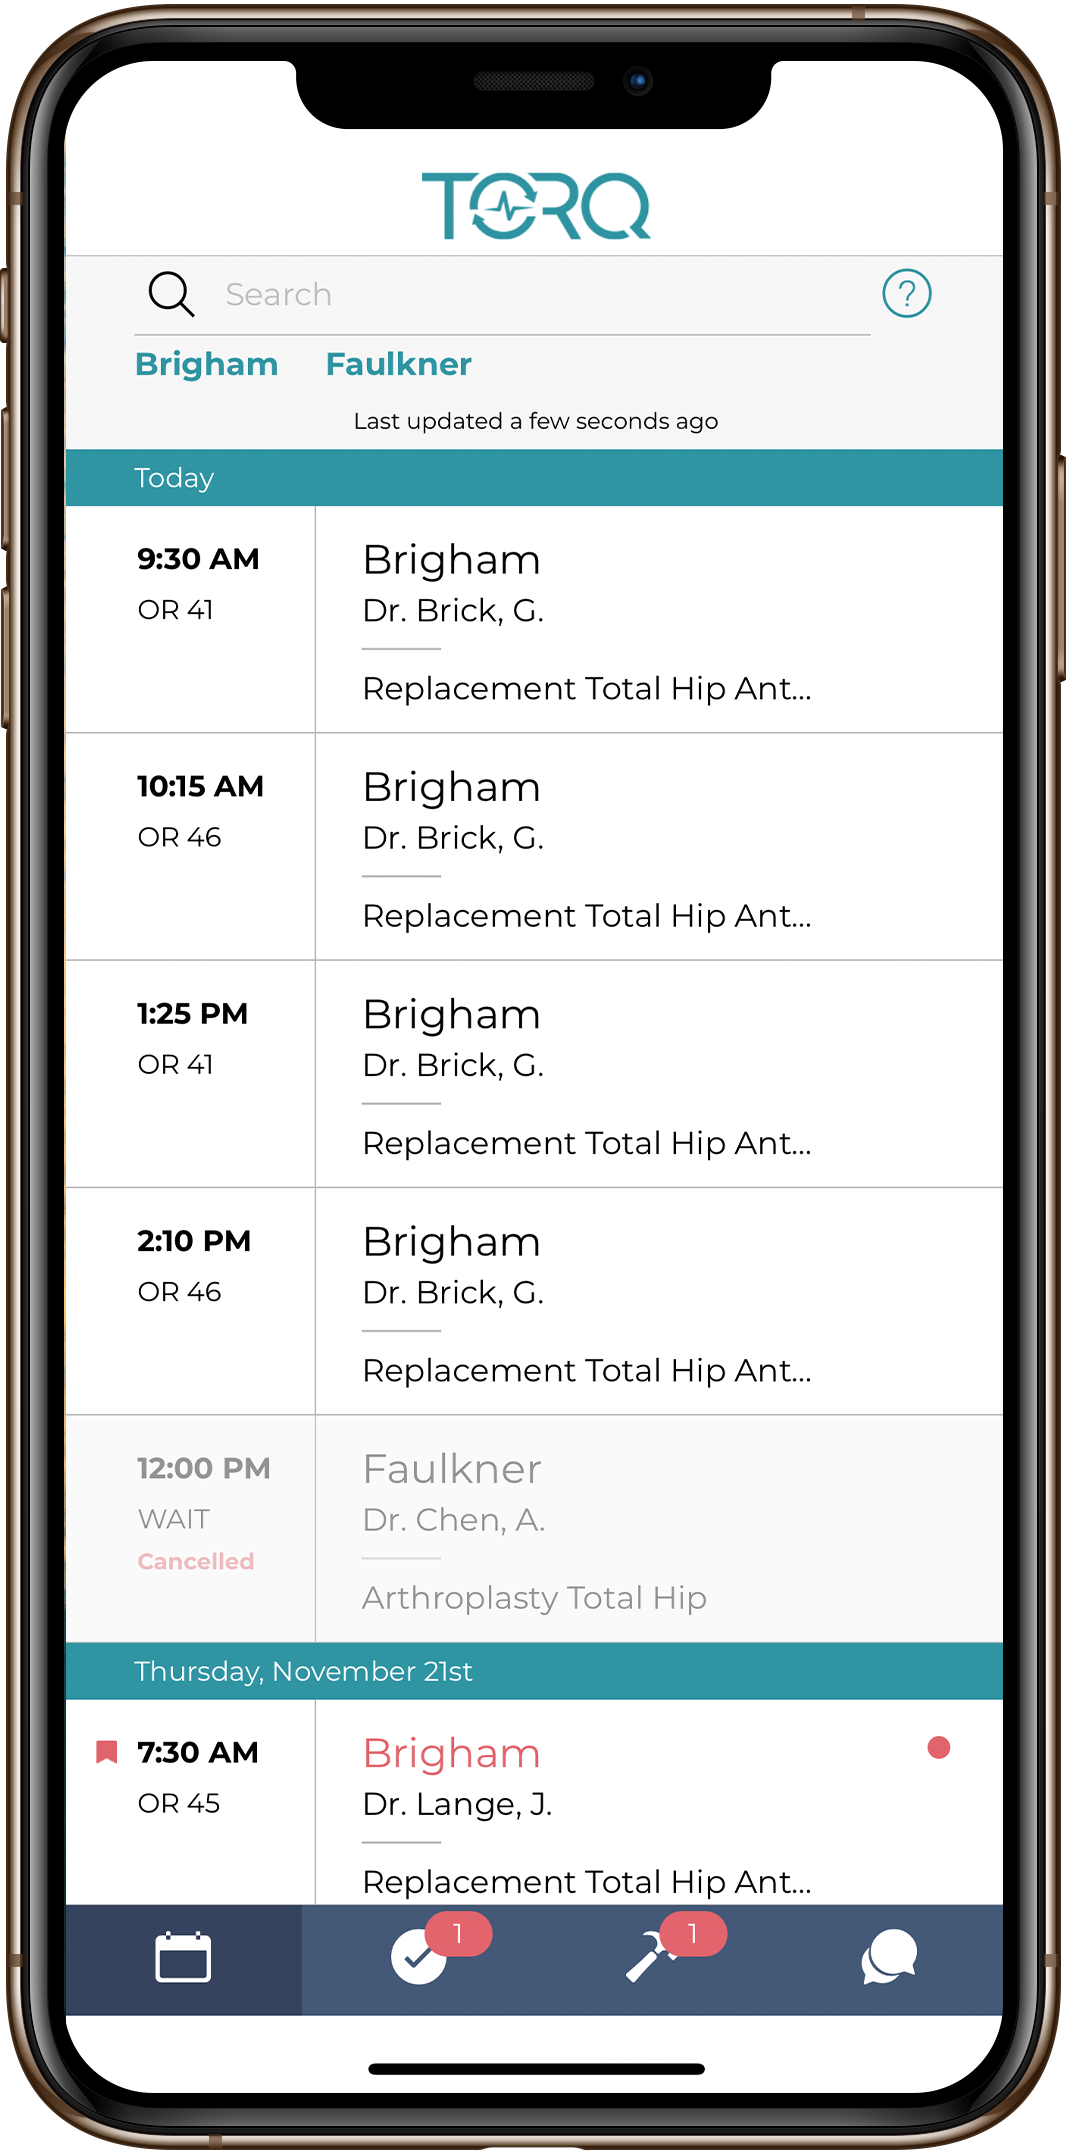 TORQ
Search
?
Brigham Faulkner
Last updated a few seconds ago
Today
9:30 AM
OR 41
Brigham
Dr. Brick, G.
Replacement Total Hip Ant...
10:15 AM
OR 46
Brigham
Dr. Brick, G.
Replacement Total Hip Ant...
1:25 PM
OR 41
Brigham
Dr. Brick, G.
Replacement Total Hip Ant...
2:10 PM
OR 46
Brigham
Dr. Brick, G.
Replacement Total Hip Ant...
12:00 PM
WAIT
Cancelled
Faulkner
Dr. Chen, A.
Arthroplasty Total Hip
Thursday, November 21st
7:30 AM
OR 45
Brigham
Dr. Lange, J.
Replacement Total Hip Ant...
1
1